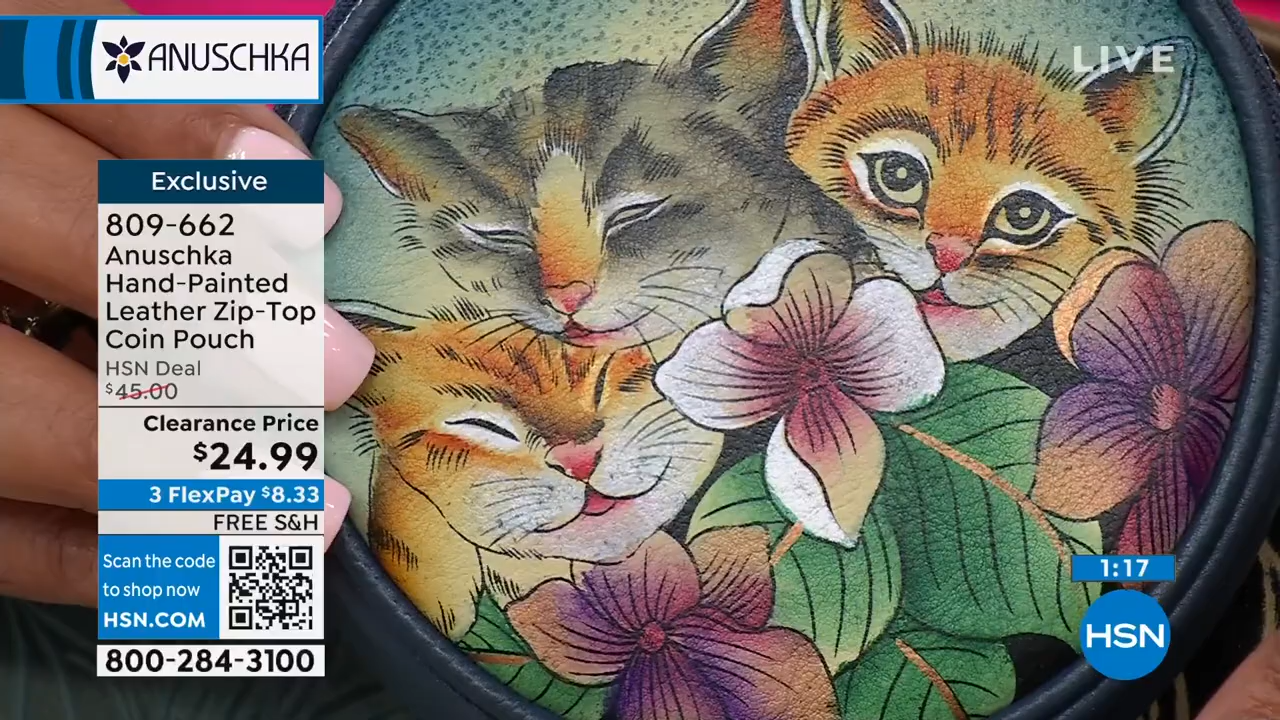 ANUSCHKA
LIVE
Exclusive
809-662
Anuschka
Hand-Painted
Leather Zip-Top
Coin Pouch
HSN Deal
$45.00
Clearance Price
$24.99
3 FlexPay $8.33
FREE S&H
Scan the code
to shop now
HSN.COM
800-284-3100
1:17
HSN